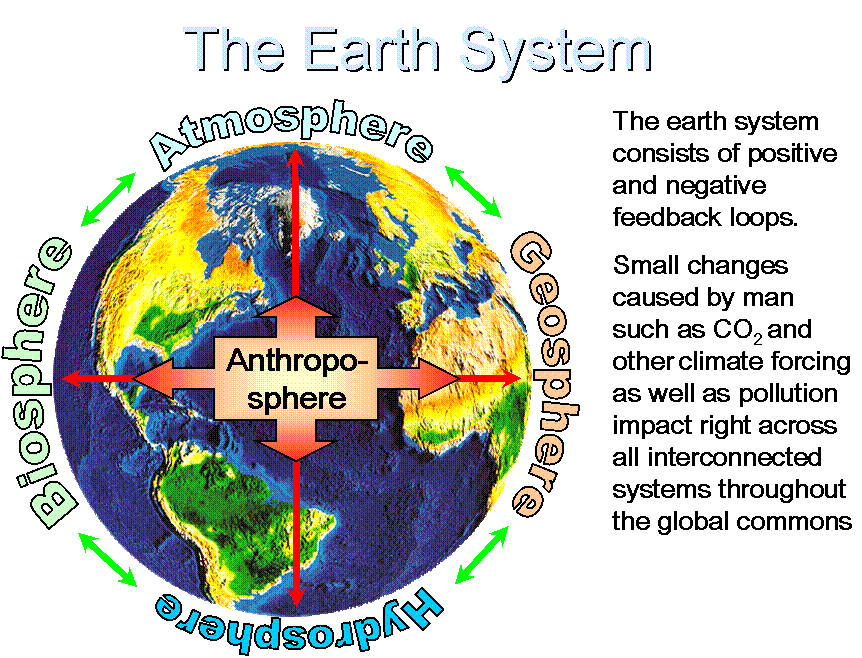 The Earth System
Atmosphere
Biosphere
Geosphere
Anthropo-
sphere
Hydrosphere
The earth system
consists of positive
and negative
feedback loops.
Small changes
caused by man
such as CO₂ and
other climate forcing
as well as pollution
impact right across
all interconnected
systems throughout
the global commons